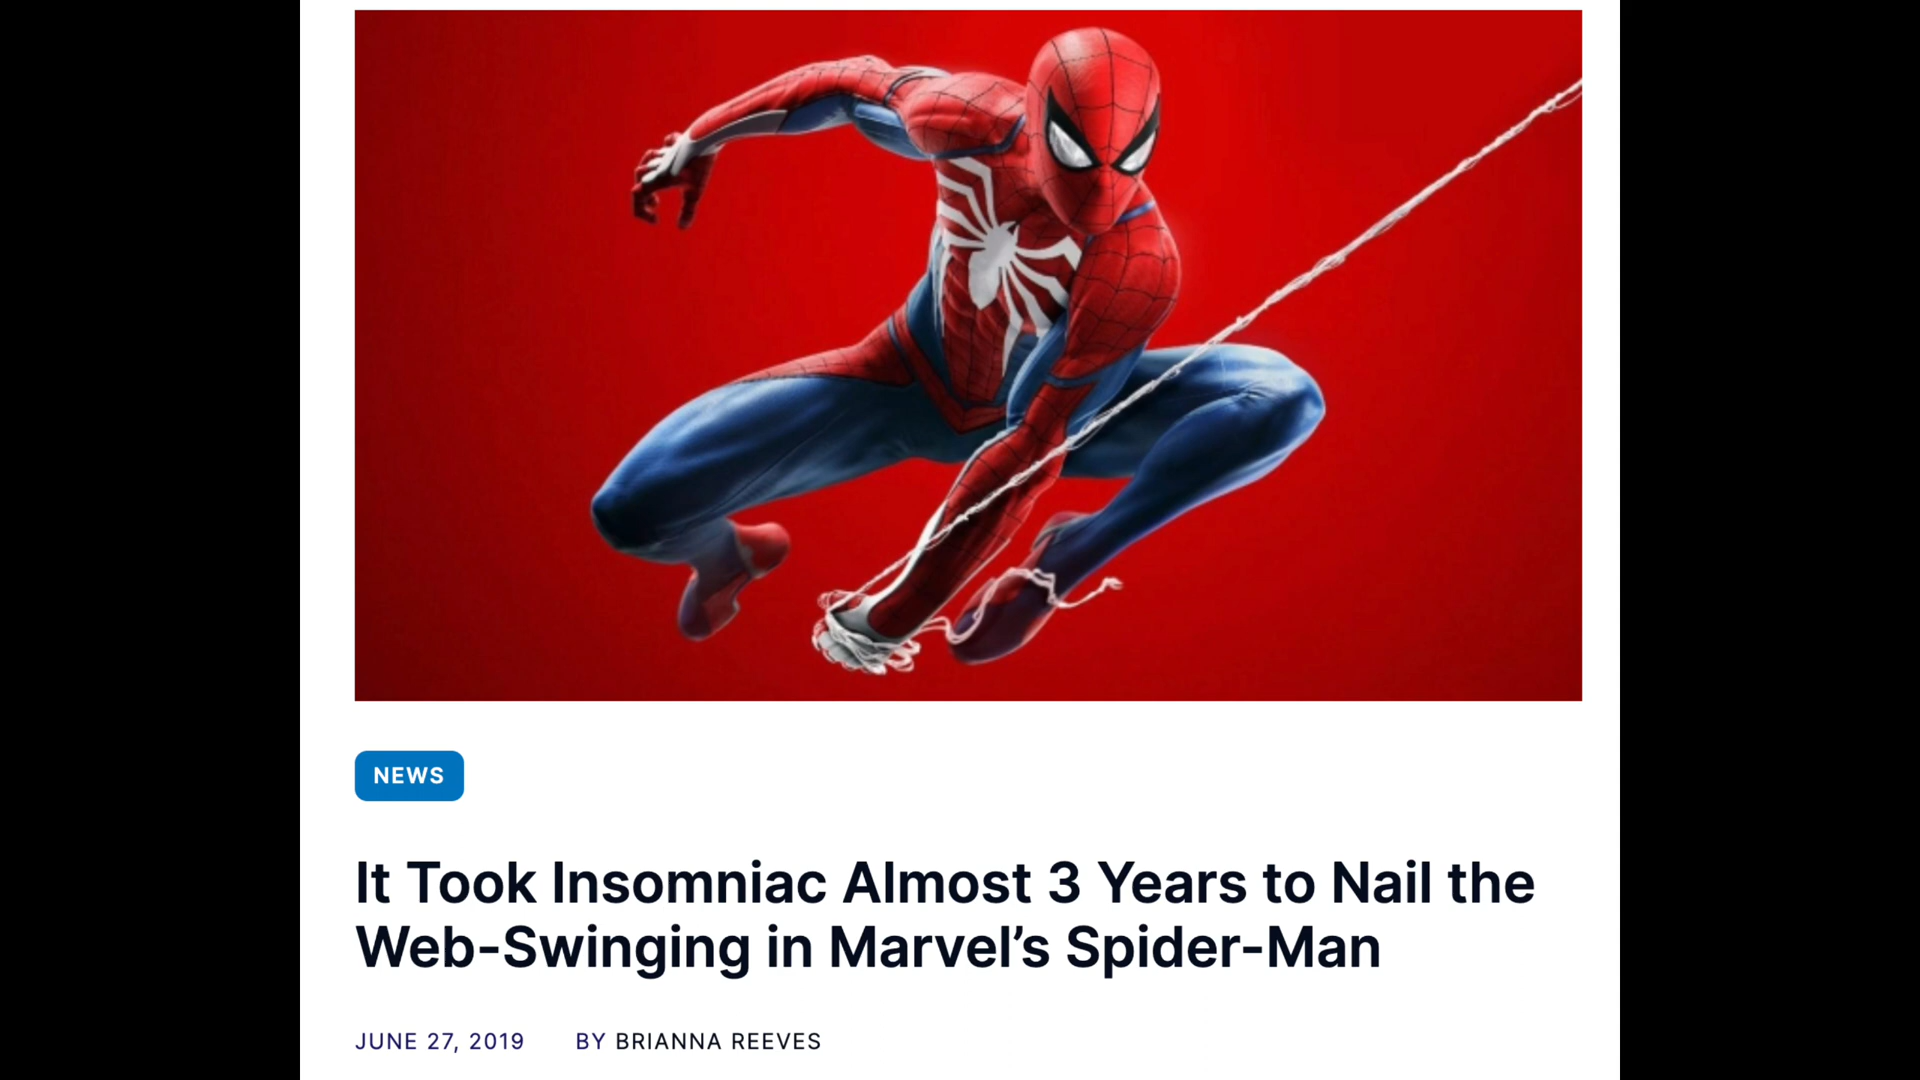 NEWS
It Took Insomniac Almost 3 Years to Nail the
Web-Swinging in Marvel’s Spider-Man
JUNE 27, 2019 BY BRIANNA REEVES